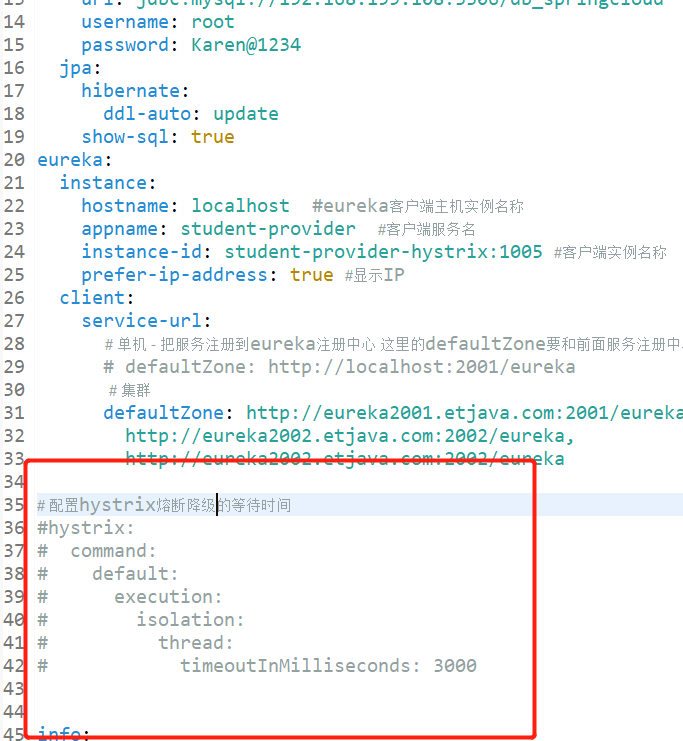 13 url: jdbc:mysql://192.168.199.108:3306/db_springcloud
14 username: root
15 password: Karen@1234
16 jpa:
17 hibernate:
18 ddl-auto: update
19 show-sql: true
20 eureka:
21 instance:
22 hostname: localhost #eureka客户端主机实例名称
23 appname: student-provider #客户端服务名
24 instance-id: student-provider-hystrix:1005 #客户端实例名称
25 prefer-ip-address: true #显示IP
26 client:
27 service-url:
28 # 单机 - 把服务注册到eureka注册中心 这里的defaultZone要和前面服务注册中
29 # defaultZone: http://localhost:2001/eureka
30 # 集群
31 defaultZone: http://eureka2001.etjava.com:2001/eureka
32 http://eureka2002.etjava.com:2002/eureka,
33 http://eureka2002.etjava.com:2002/eureka
34
35 # 配置hystrix熔断降级的等待时间
36 #hystrix:
37 # command:
38 # default:
39 # execution:
40 # isolation:
41 # thread:
42 # timeoutInMilliseconds: 3000
43
44
45 info: